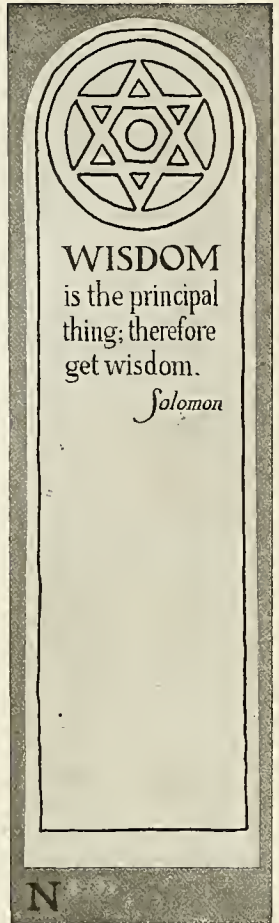 WISDOM
is the principal
thing; therefore
get wisdom.
Solomon
N